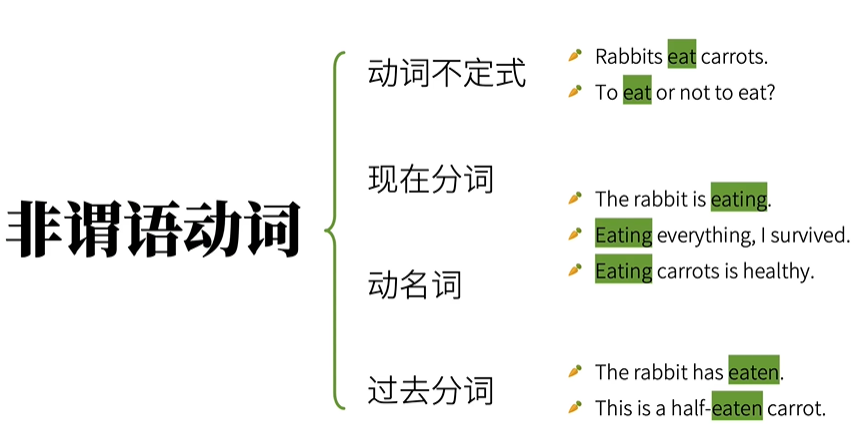 非谓语动词
动词不定式
Rabbits eat carrots.
To eat or not to eat?
现在分词
The rabbit is eating.
Eating everything, I survived.
动名词
Eating carrots is healthy.
过去分词
The rabbit has eaten.
This is a half-eaten carrot.